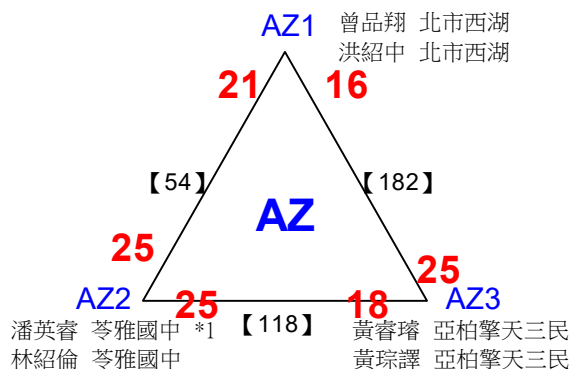 AZ1
曾品翔 北市西湖
洪紹中 北市西湖
21
16
【54】
【182】
AZ
25
25
AZ2
25
18
AZ3
潘英睿 苓雅國中 *1
【118】
黃睿璿 亞柏擎天三民
林紹倫 苓雅國中
黃琮譯 亞柏擎天三民